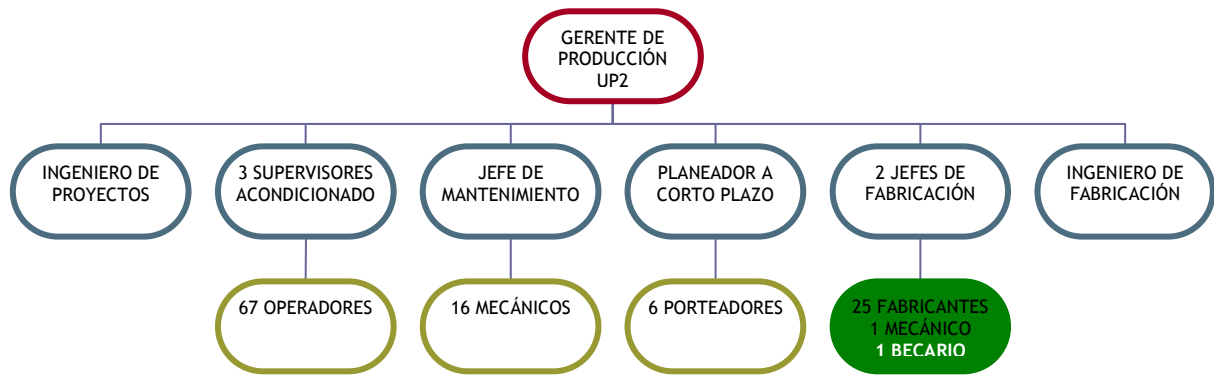 GERENTE DE
PRODUCCIÓN
UP2
INGENIERO DE
PROYECTOS
3 SUPERVISORES
ACONDICIONADO
JEFE DE
MANTENIMIENTO
PLANEADOR A
CORTO PLAZO
2 JEFES DE
FABRICACIÓN
INGENIERO DE
FABRICACIÓN
67 OPERADORES
16 MECÁNICOS
6 PORTEADORES
25 FABRICANTES
1 MECÁNICO
1 BECARIO